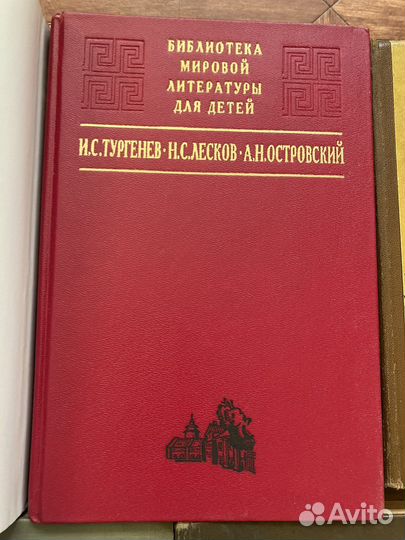 БИБЛИОТЕКА
МИРОВОЙ
ЛИТЕРАТУРЫ
ДЛЯ ДЕТЕЙ
И.С.ТУРГЕНЕВ·Н.С.ЛЕСКОВ·А.Н.ОСТРОВСКИЙ
Avito